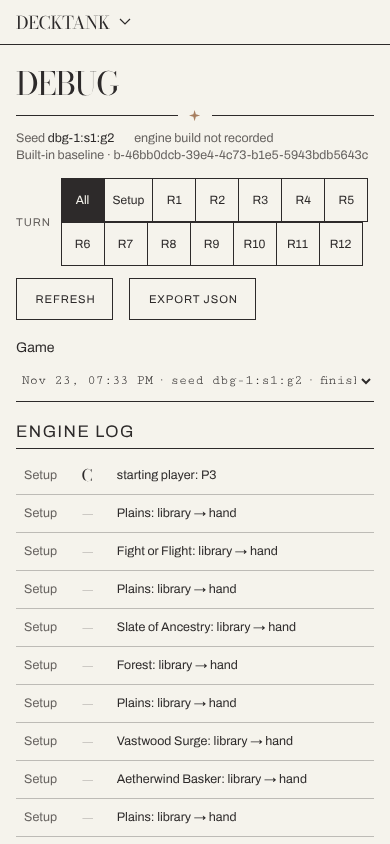 DECKTANK
DEBUG
Seed dbg-1:s1:g2 engine build not recorded
Built-in baseline · b-46bb0dcb-39e4-4c73-b1e5-5943bdb5643c
TURN
All Setup R1 R2 R3 R4 R5
R6 R7 R8 R9 R10 R11 R12
REFRESH EXPORT JSON
Game
Nov 23, 07:33 PM · seed dbg-1:s1:g2 · finish
ENGINE LOG
Setup C starting player: P3
Setup — Plains: library → hand
Setup — Fight or Flight: library → hand
Setup — Plains: library → hand
Setup — Slate of Ancestry: library → hand
Setup — Forest: library → hand
Setup — Plains: library → hand
Setup — Vastwood Surge: library → hand
Setup — Aetherwind Basker: library → hand
Setup — Plains: library → hand